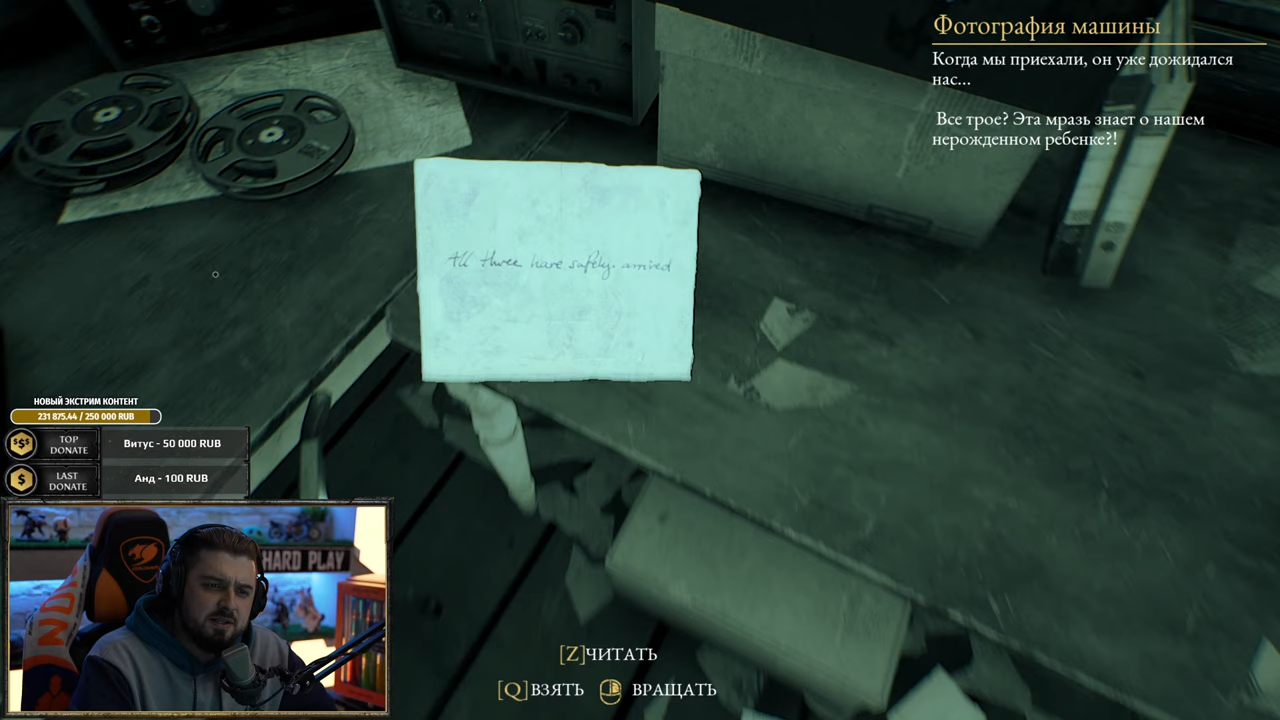 Фотография машины
Когда мы приехали, он уже дожидался
нас...
Все трое? Эта мразь знает о нашем
нерожденном ребенке?!
All three have safely. arrived
НОВЫЙ ЭКСТРИМ КОНТЕНТ
231 875.44 / 250 000 RUB
$$$
TOP
DONATE
Витус - 50 000 RUB
$
LAST
DONATE
Анд - 100 RUB
HARD PLAY
COUGAR
[Z]ЧИТАТЬ
[Q]ВЗЯТЬ
ВРАЩАТЬ